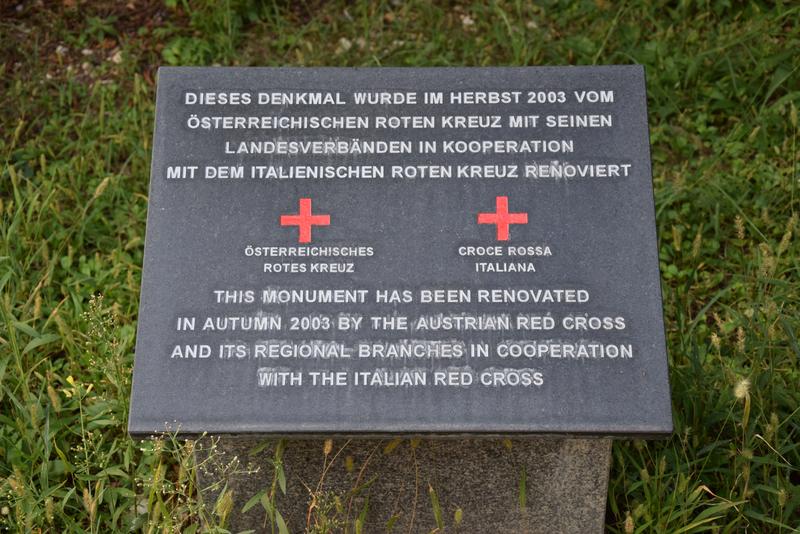 DIESES DENKMAL WURDE IM HERBST 2003 VOM
ÖSTERREICHISCHEN ROTEN KREUZ MIT SEINEN
LANDESVERBÄNDEN IN KOOPERATION
MIT DEM ITALIENISCHEN ROTEN KREUZ RENOVIERT
ÖSTERREICHISCHES
ROTES KREUZ
CROCE ROSSA
ITALIANA
THIS MONUMENT HAS BEEN RENOVATED
IN AUTUMN 2003 BY THE AUSTRIAN RED CROSS
AND ITS REGIONAL BRANCHES IN COOPERATION
WITH THE ITALIAN RED CROSS